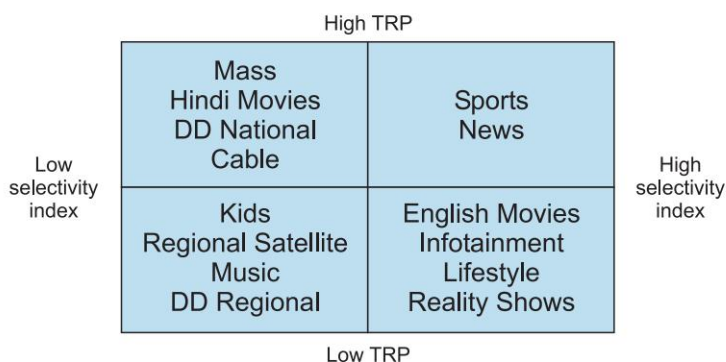 High TRP
Mass
Hindi Movies
DD National
Cable
Sports
News
Low
selectivity
index
High
selectivity
index
Kids
Regional Satellite
Music
DD Regional
English Movies
Infotainment
Lifestyle
Reality Shows
Low TRP